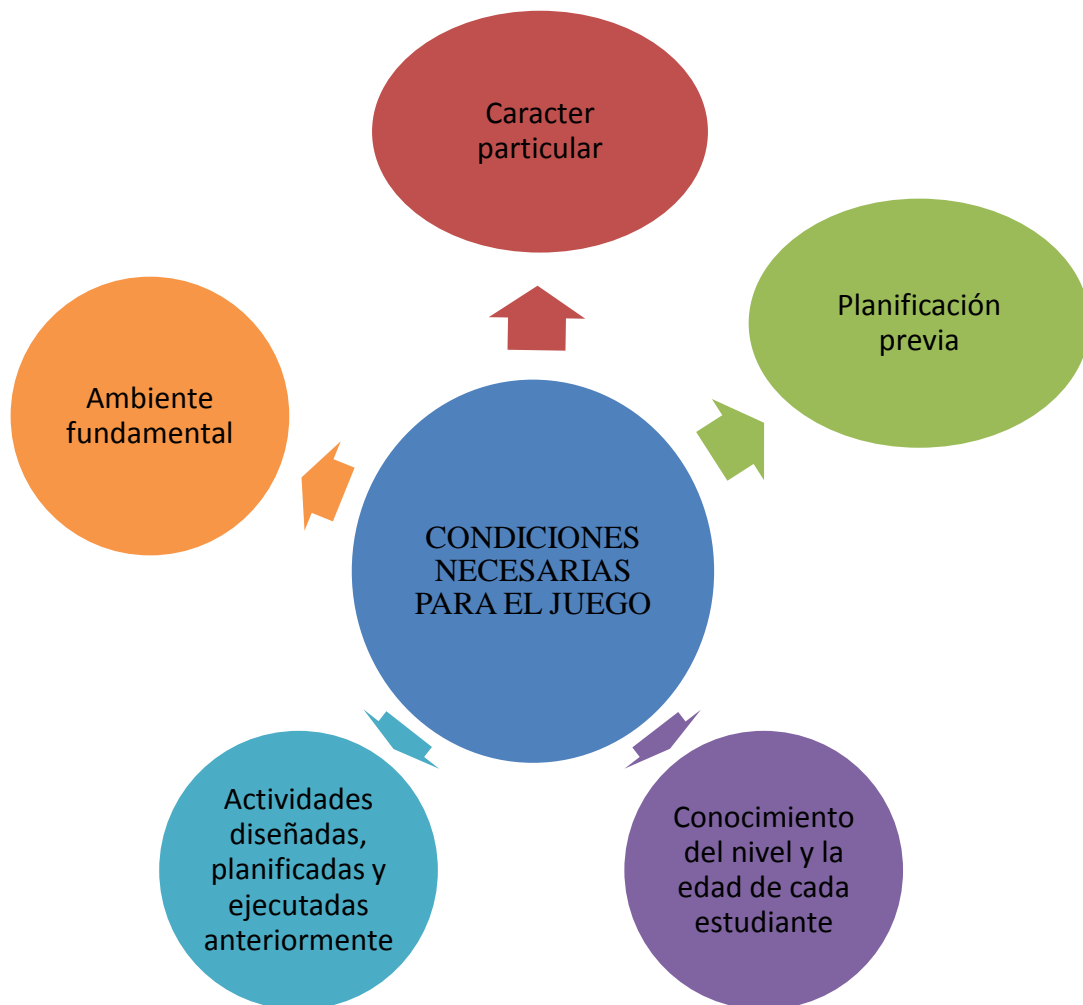 Caracter
particular
Planificación
previa
Ambiente
fundamental
CONDICIONES
NECESARIAS
PARA EL JUEGO
Actividades
diseñadas,
planificadas y
ejecutadas
anteriormente
Conocimiento
del nivel y la
edad de cada
estudiante